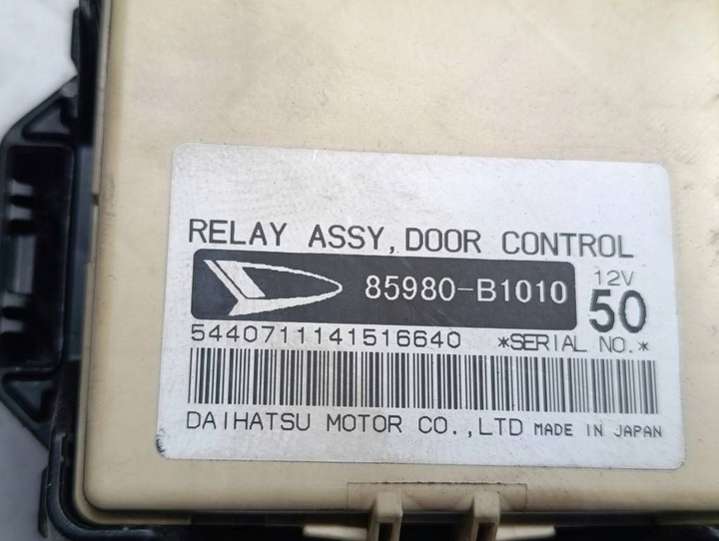 RELAY ASSY, DOOR CONTROL
85980-B1010 12V 50
5440711141516640 *SERIAL NO.*
DAIHATSU MOTOR CO.,LTD MADE IN JAPAN